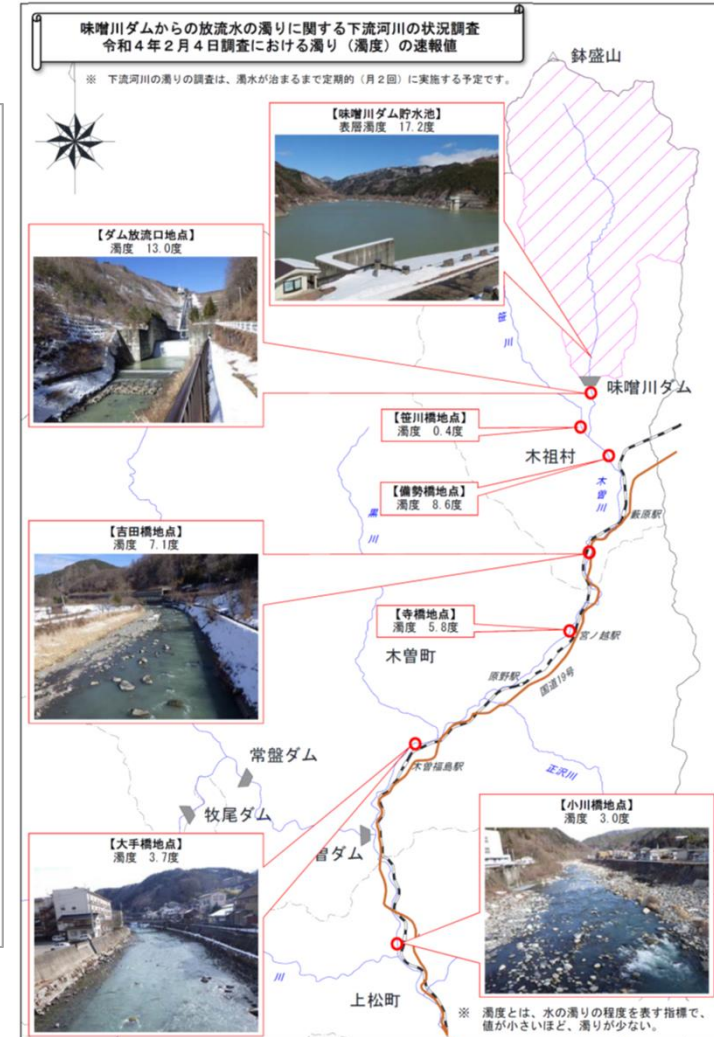 味噌川ダムからの放流水の濁りに関する下流河川の状況調査
令和４年２月４日調査における濁り（濁度）の速報値
※　下流河川の濁りの調査は、濁水が治まるまで定期的（月２回）に実施する予定です。
鉢盛山
【味噌川ダム貯水池】
表層濁度　17.2度
【ダム放流口地点】
濁度　13.0度
笹川
味噌川ダム
【笹川橋地点】
濁度　0.4度
木祖村
【備勢橋地点】
濁度　8.6度
木曽川
藪原駅
黒川
【吉田橋地点】
濁度　7.1度
【寺橋地点】
濁度　5.8度
宮ノ越駅
木曽町
原野駅
国道19号
常盤ダム
木曽福島駅
正沢川
牧尾ダム
【小川橋地点】
濁度　3.0度
【大手橋地点】
濁度　3.7度
曽ダム
川
上松町
※　濁度とは、水の濁りの程度を表す指標で、
値が小さいほど、濁りが少ない。